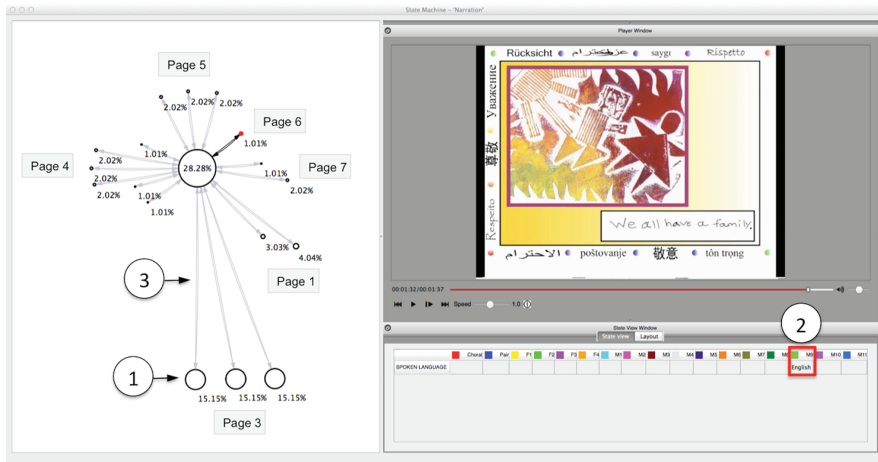 State Machine - "Narration"
Page 5
2.02%
2.02%
2.02%
Page 6
1.01%
Page 4
2.02%
1.01%
2.02%
2.02%
1.01%
1.01%
28.28%
1.01%
2.02%
Page 7
3.03%
4.04%
Page 1
3
1
15.15%
15.15%
15.15%
Page 3
Player Window
Rücksicht
saygı
Rispetto
Уважение
尊敬
Respeito
We all have a family.
الاحترام
poštovanje
敬意
tôn trọng
00:01:32/00:01:37
Speed
1.0
State View Window
State view
Layout
2
Choral
Pair
F1
F2
F3
F4
M1
M2
M3
M4
M5
M6
M7
M8
M9
M10
M11
SPOKEN LANGUAGE
English